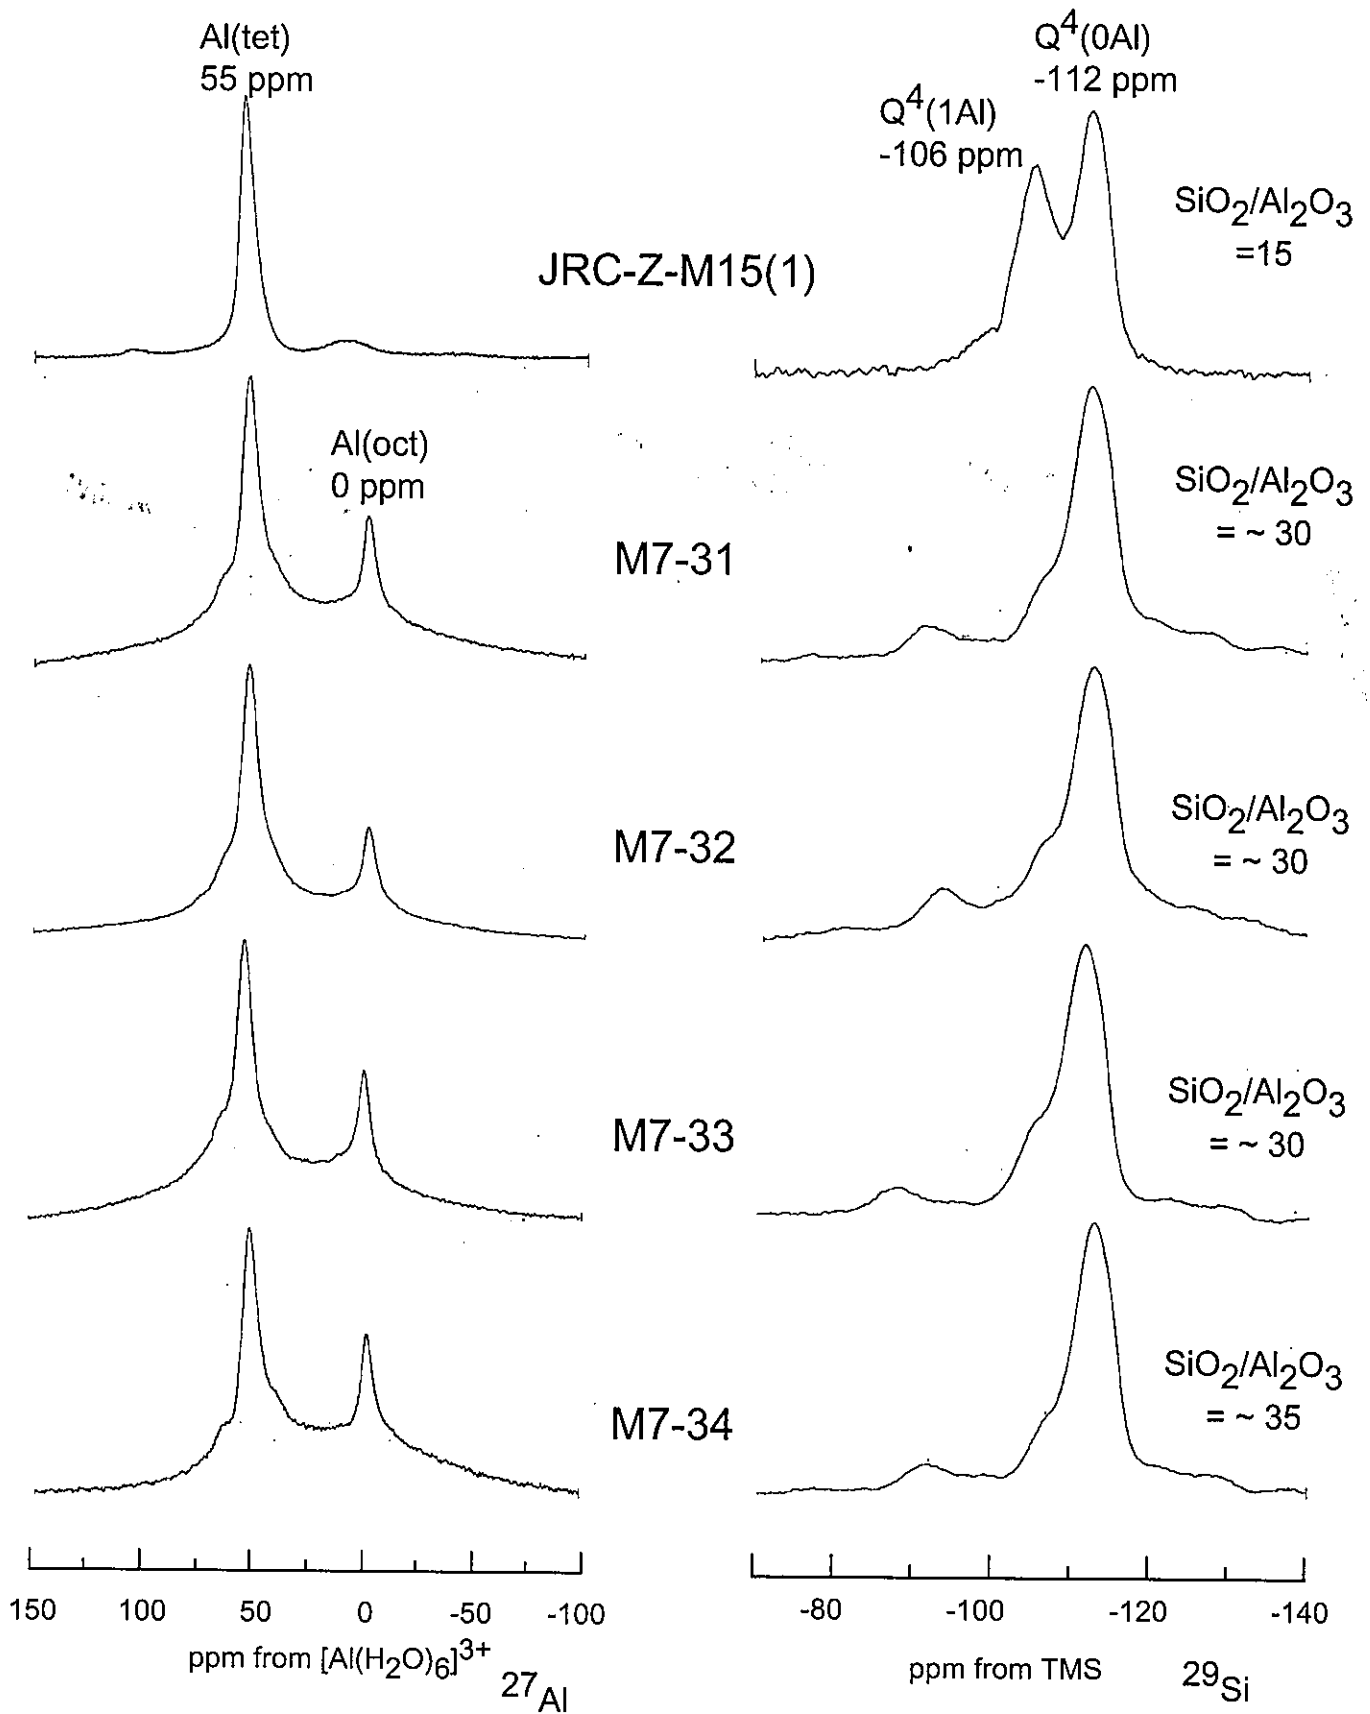 Al(tet)
55 ppm
Q4(0Al)
-112 ppm
Q4(1Al)
-106 ppm
SiO2/Al2O3
=15
JRC-Z-M15(1)
Al(oct)
0 ppm
M7-31
SiO2/Al2O3
= ~ 30
M7-32
SiO2/Al2O3
= ~ 30
M7-33
SiO2/Al2O3
= ~ 30
M7-34
SiO2/Al2O3
= ~ 35
150 100 50 0 -50 -100
ppm from [Al(H2O)6]3+
27Al
-80 -100 -120 -140
ppm from TMS
29Si